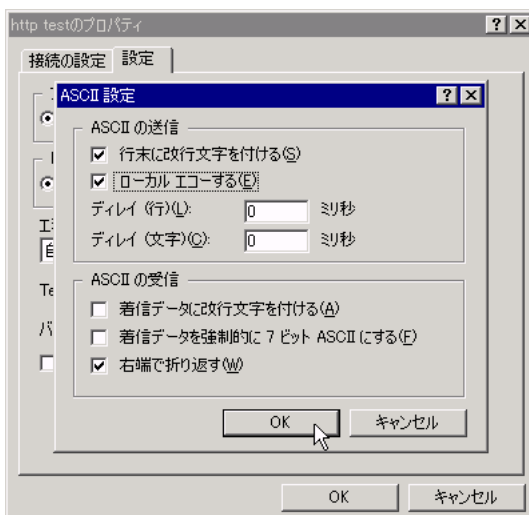 http testのプロパティ
接続の設定 設定
ASCII 設定
ASCII の送信
行末に改行文字を付ける(S)
ローカル エコーする(E)
ディレイ (行)(L): 0 ミリ秒
ディレイ (文字)(C): 0 ミリ秒
ASCII の受信
着信データに改行文字を付ける(A)
着信データを強制的に 7 ビット ASCII にする(F)
右端で折り返す(W)
OK キャンセル
OK キャンセル